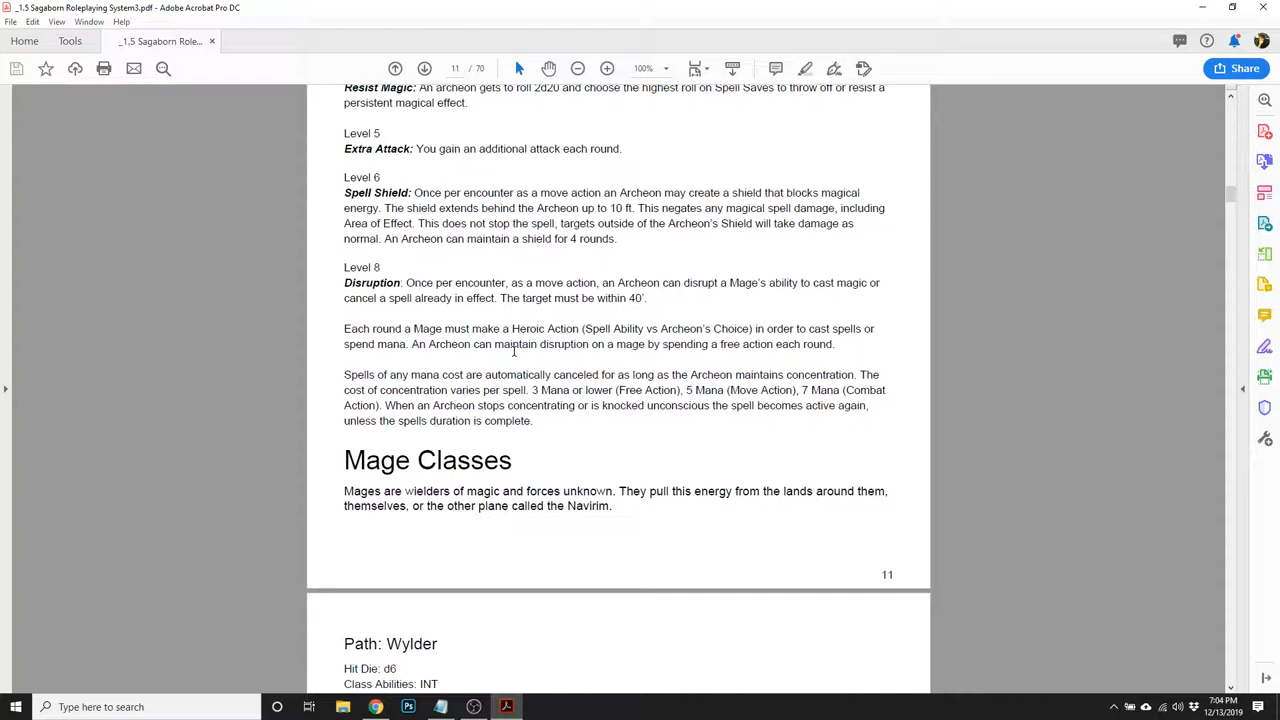 _1.5 Sagaborn Roleplaying System3.pdf - Adobe Acrobat Pro DC
File Edit View Window Help
Home Tools _1.5 Sagaborn Role... ×
11 / 70 100% Share
Resist Magic: An archeon gets to roll 2d20 and choose the highest roll on Spell Saves to throw off or resist a
persistent magical effect.
Level 5
Extra Attack: You gain an additional attack each round.
Level 6
Spell Shield: Once per encounter as a move action an Archeon may create a shield that blocks magical
energy. The shield extends behind the Archeon up to 10 ft. This negates any magical spell damage, including
Area of Effect. This does not stop the spell, targets outside of the Archeon's Shield will take damage as
normal. An Archeon can maintain a shield for 4 rounds.
Level 8
Disruption: Once per encounter, as a move action, an Archeon can disrupt a Mage's ability to cast magic or
cancel a spell already in effect. The target must be within 40'.
Each round a Mage must make a Heroic Action (Spell Ability vs Archeon's Choice) in order to cast spells or
spend mana. An Archeon can maintain disruption on a mage by spending a free action each round.
Spells of any mana cost are automatically canceled for as long as the Archeon maintains concentration. The
cost of concentration varies per spell. 3 Mana or lower (Free Action), 5 Mana (Move Action), 7 Mana (Combat
Action). When an Archeon stops concentrating or is knocked unconscious the spell becomes active again,
unless the spells duration is complete.
Mage Classes
Mages are wielders of magic and forces unknown. They pull this energy from the lands around them,
themselves, or the other plane called the Navirim.
11
Path: Wylder
Hit Die: d6
Class Abilities: INT
Type here to search
7:04 PM
12/13/2019